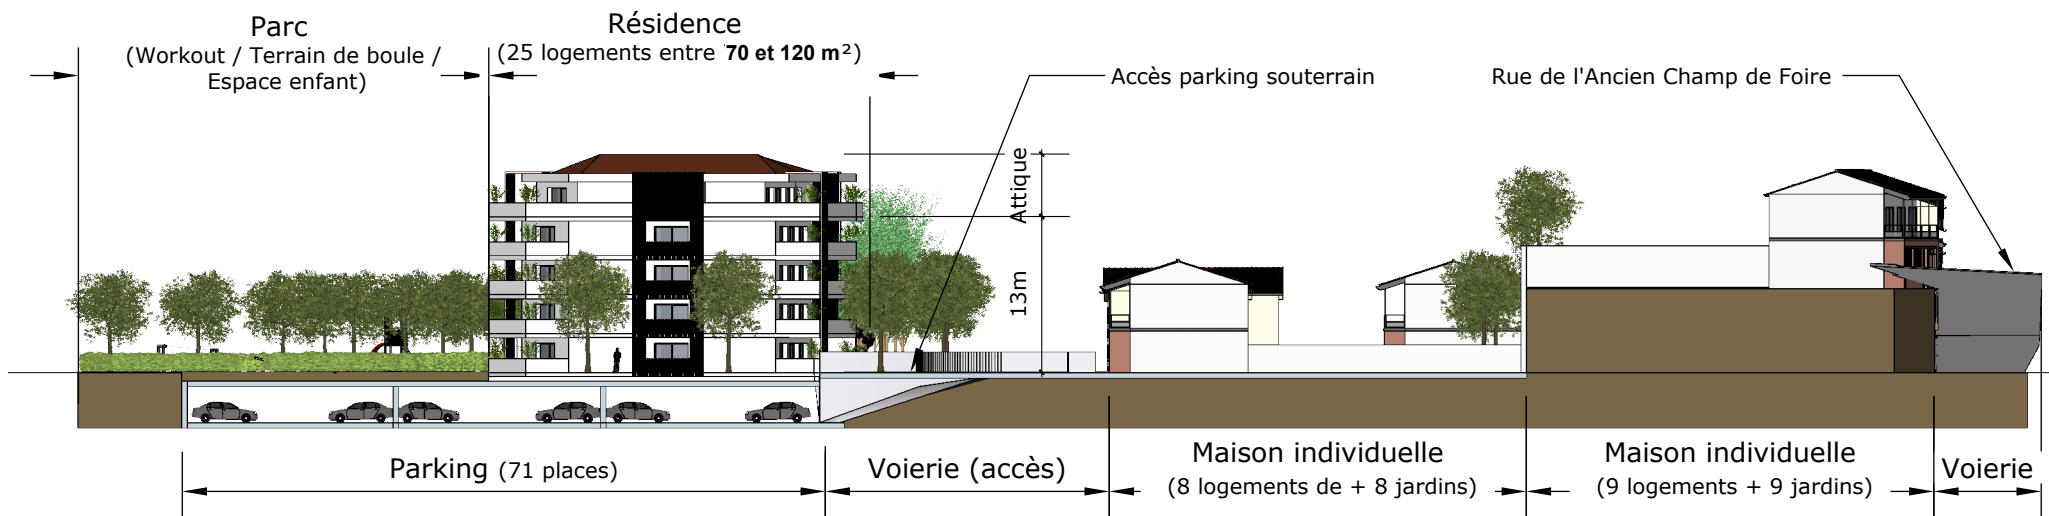 Parc
(Workout / Terrain de boule /
Espace enfant)
Résidence
(25 logements entre 70 et 120 m²)
Accès parking souterrain
Rue de l'Ancien Champ de Foire
Attique
13m
Parking (71 places)
Voierie (accès)
Maison individuelle
(8 logements de + 8 jardins)
Maison individuelle
(9 logements + 9 jardins)
Voierie